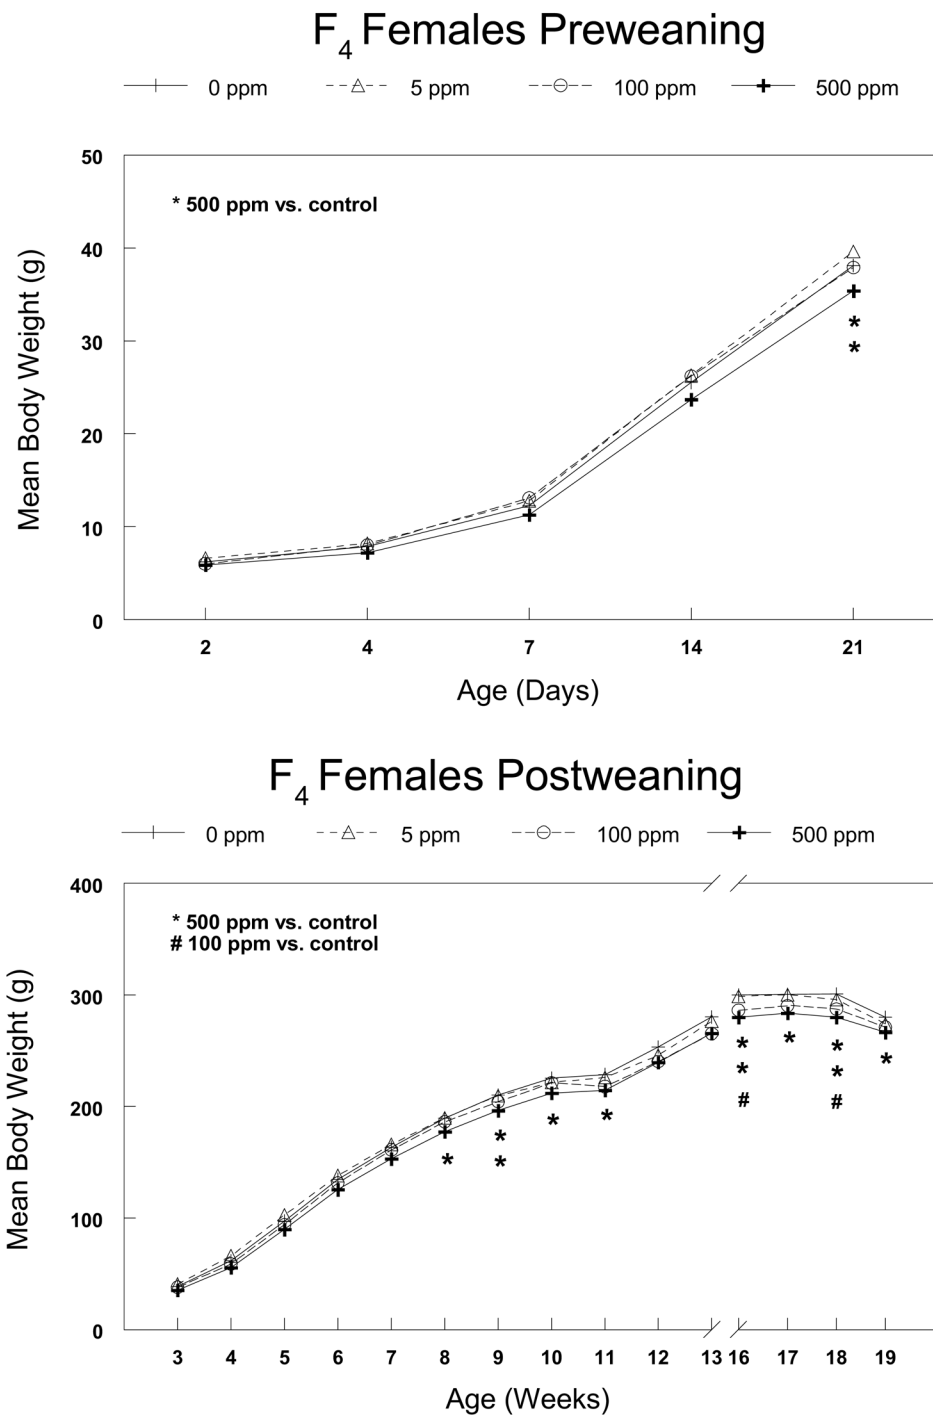 F4 Females Preweaning
0 ppm 5 ppm 100 ppm 500 ppm
50
* 500 ppm vs. control
40
30
*
*
20
10
0
Mean Body Weight (g)
2 4 7 14 21
Age (Days)
F4 Females Postweaning
0 ppm 5 ppm 100 ppm 500 ppm
400
* 500 ppm vs. control
# 100 ppm vs. control
300
* * * *
* *
# #
200
* * * *
*
100
0
Mean Body Weight (g)
3 4 5 6 7 8 9 10 11 12 13 16 17 18 19
Age (Weeks)